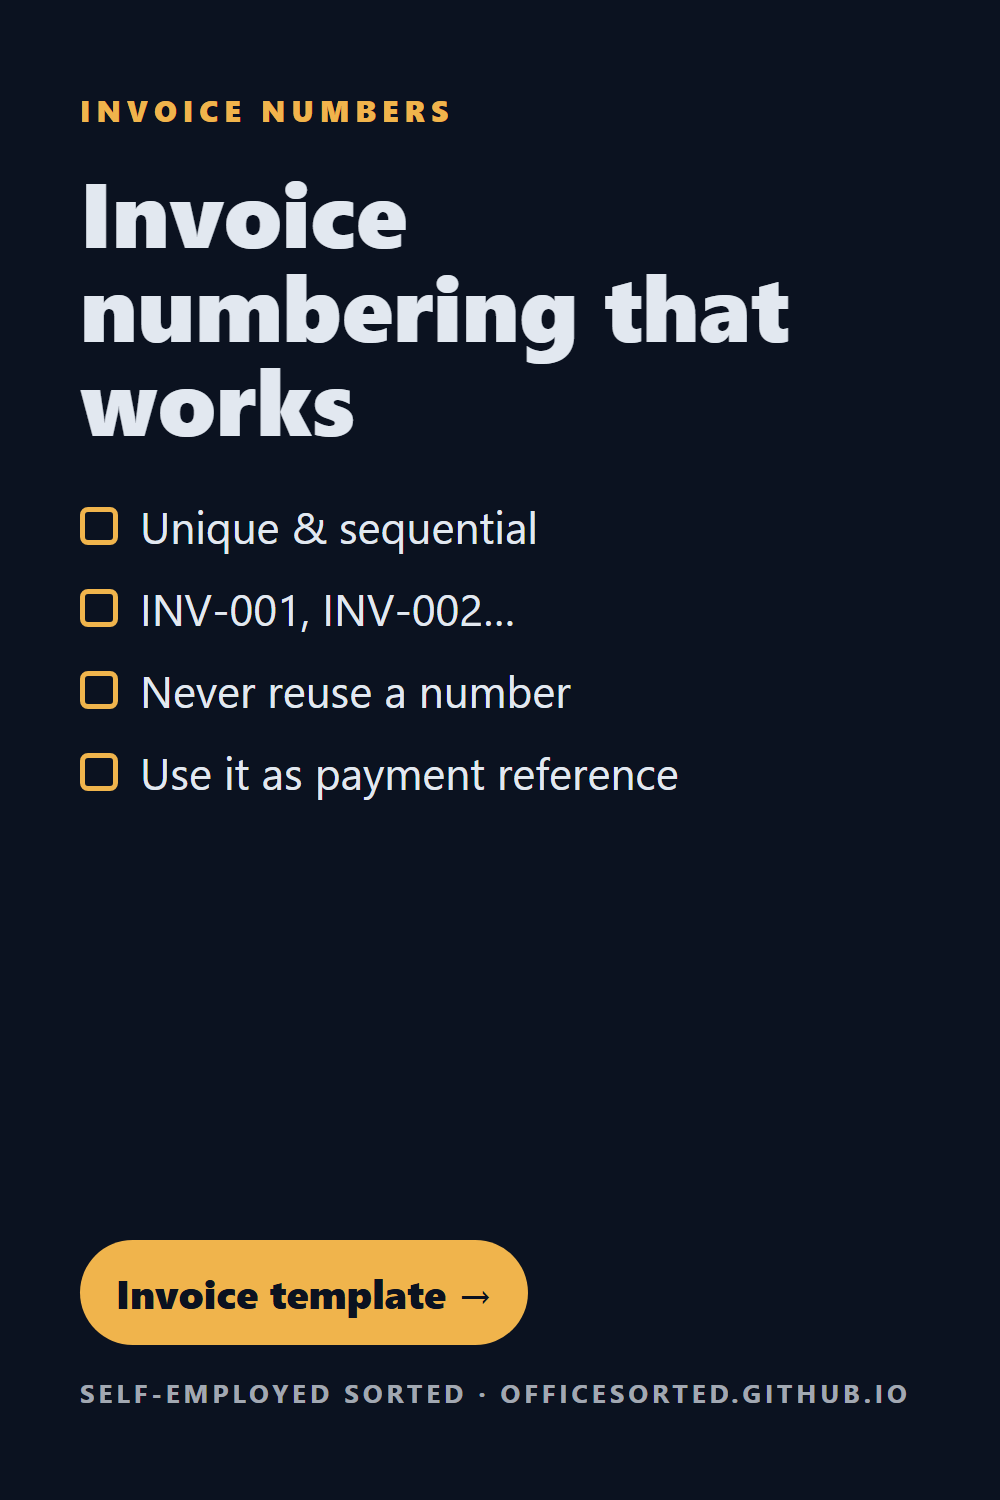 INVOICE NUMBERS
Invoice
numbering that
works
Unique & sequential
INV-001, INV-002...
Never reuse a number
Use it as payment reference
Invoice template →
SELF-EMPLOYED SORTED · OFFICESORTED.GITHUB.IO